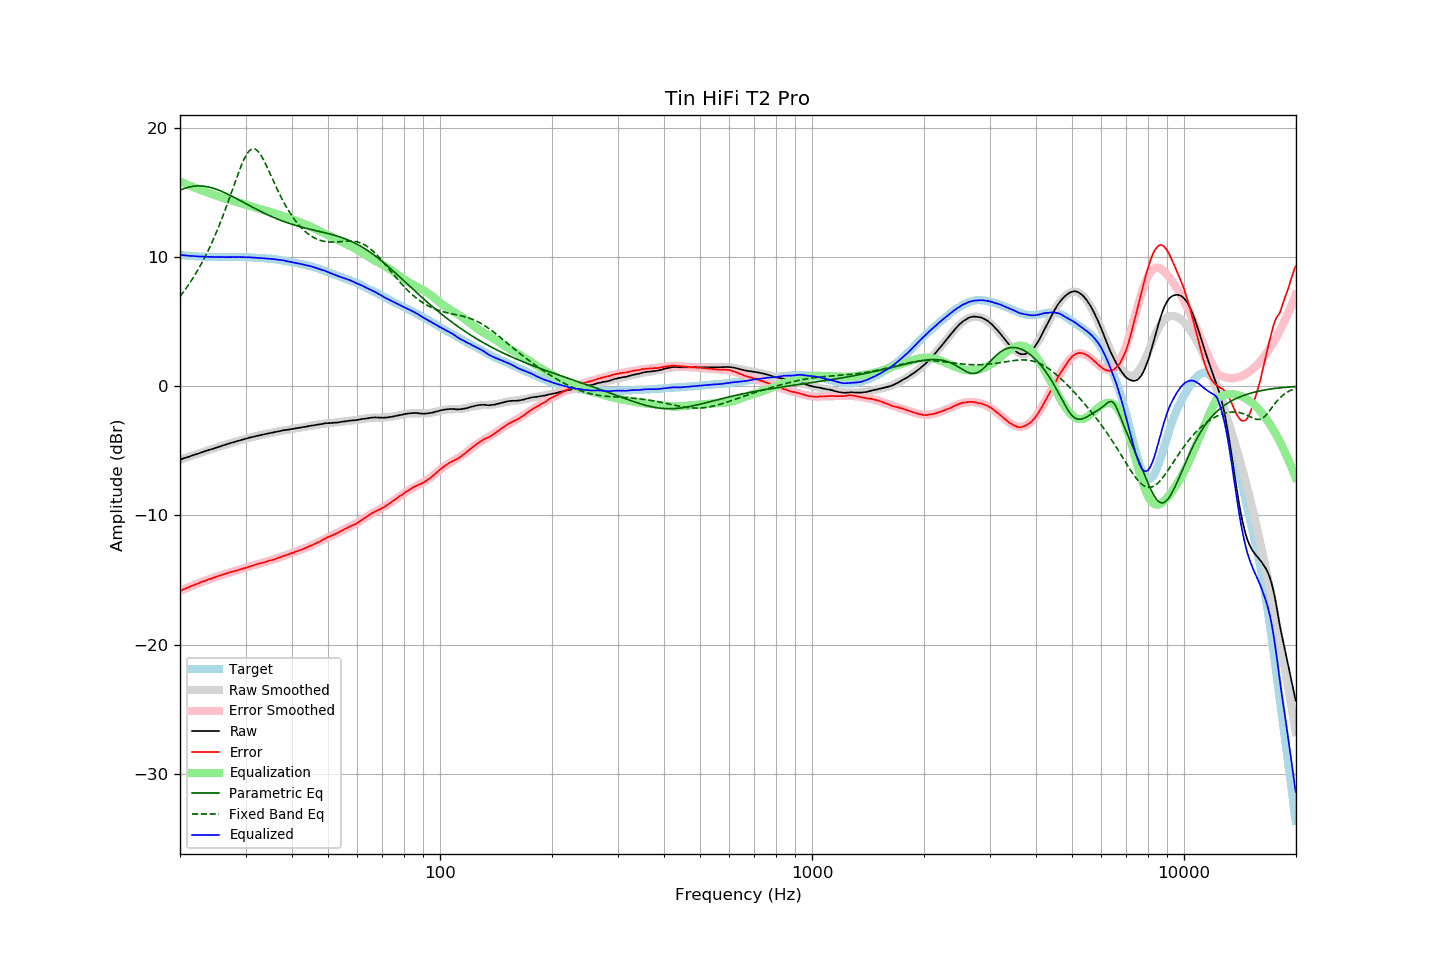 Tin HiFi T2 Pro
20
10
0
−10
−20
−30
Amplitude (dBr)
100
1000
10000
Frequency (Hz)
Target
Raw Smoothed
Error Smoothed
Raw
Error
Equalization
Parametric Eq
Fixed Band Eq
Equalized